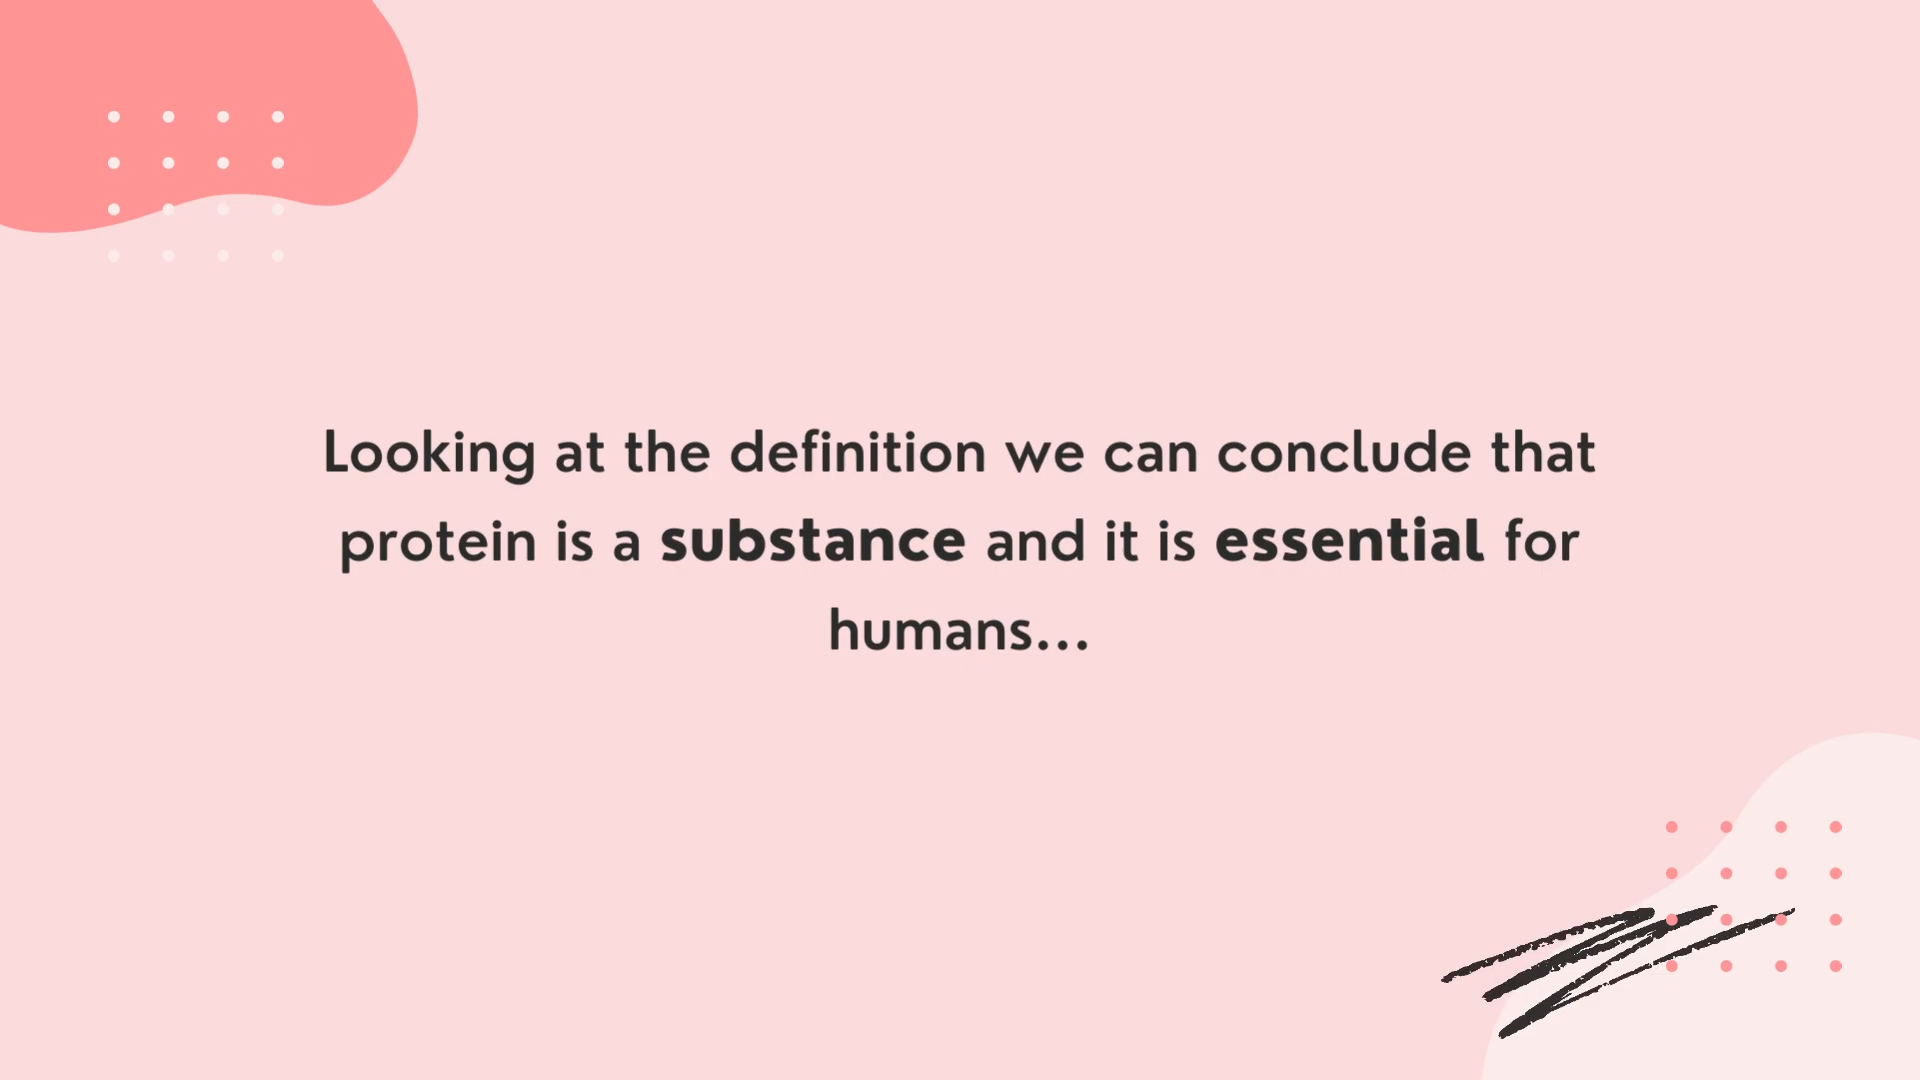 Looking at the definition we can conclude that
protein is a substance and it is essential for
humans...